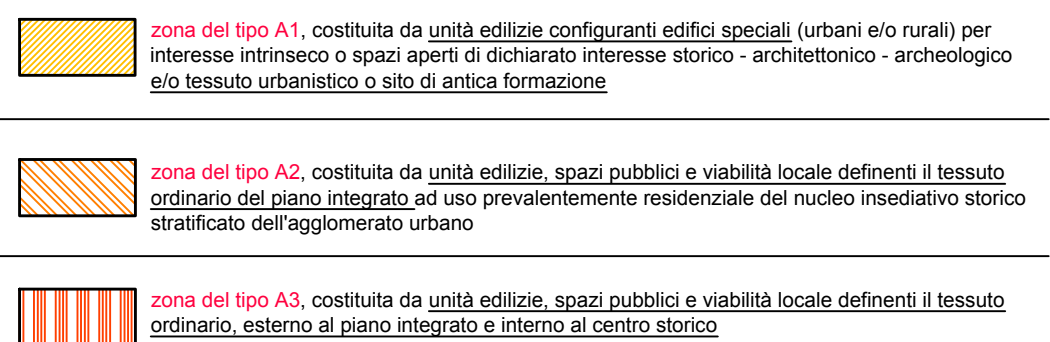 zona del tipo A1, costituita da unità edilizie configuranti edifici speciali (urbani e/o rurali) per
interesse intrinseco o spazi aperti di dichiarato interesse storico - architettonico - archeologico
e/o tessuto urbanistico o sito di antica formazione
zona del tipo A2, costituita da unità edilizie, spazi pubblici e viabilità locale definenti il tessuto
ordinario del piano integrato ad uso prevalentemente residenziale del nucleo insediativo storico
stratificato dell'agglomerato urbano
zona del tipo A3, costituita da unità edilizie, spazi pubblici e viabilità locale definenti il tessuto
ordinario, esterno al piano integrato e interno al centro storico